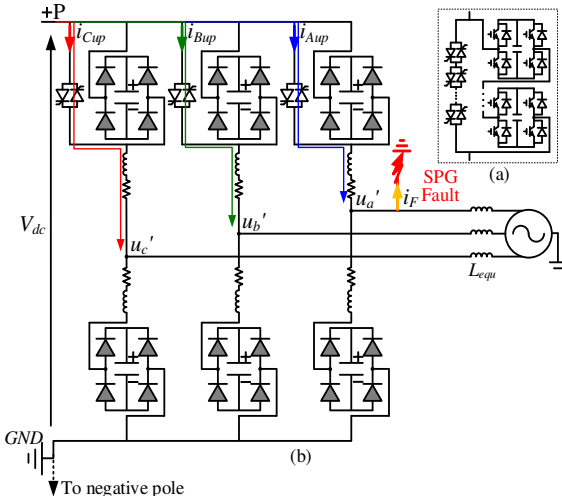 +P
i_Cup
i_Bup
i_Aup
(a)
SPG
Fault
i_F
V_dc
u_a'
u_b'
u_c'
L_equ
+
+
+
+
+
+
GND
(b)
To negative pole